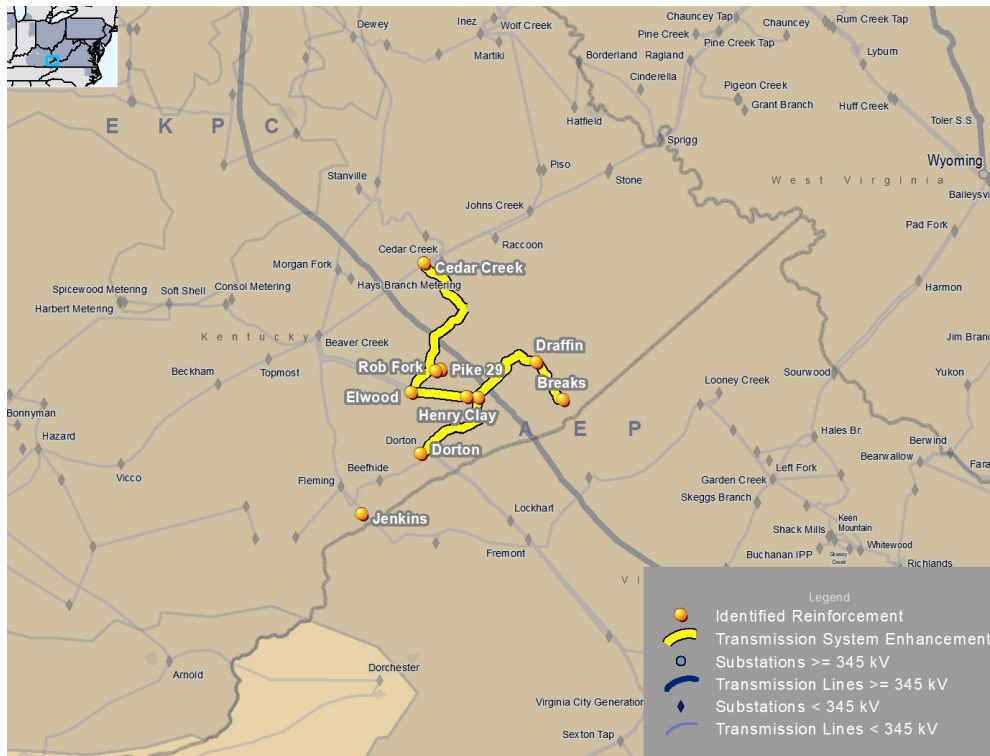 Dewey
Inez
Wolf Creek
Martiki
Chauncey Tap
Chauncey
Rum Creek Tap
Pine Creek
Pine Creek Tap
Lyburn
Borderland
Ragland
Cinderella
Pigeon Creek
Grant Branch
Huff Creek
Toler S.S.
E K P C
Hatfield
Sprigg
Wyoming
West Virginia
Baileysv
Piso
Stone
Stanville
Johns Creek
Pad Fork
Raccoon
Cedar Creek
Cedar Creek
Morgan Fork
Hays Branch Metering
Spicewood Metering
Soft Shell
Consol Metering
Harbert Metering
Harmon
Kentucky
Beaver Creek
Jim Branc
Draffin
Rob Fork
Pike 29
Topmost
Beckham
Breaks
Elwood
Sourwood
Yukon
Looney Creek
Henry Clay
Bonnyman
Hazard
A E P
Hales Br.
Berwind
Bearwallow
Fara
Dorton
Dorton
Beefhide
Left Fork
Garden Creek
Vicco
Fleming
Skeggs Branch
Jenkins
Lockhart
Keen
Mountain
Shack Mills
Whitewood
Grassy
Creek
Buchanan IPP
Richlands
Fremont
Vi
Arnold
Dorchester
Virginia City Generation
Sexton Tap
Legend
Identified Reinforcement
Transmission System Enhancement
Substations >= 345 kV
Transmission Lines >= 345 kV
Substations < 345 kV
Transmission Lines < 345 kV